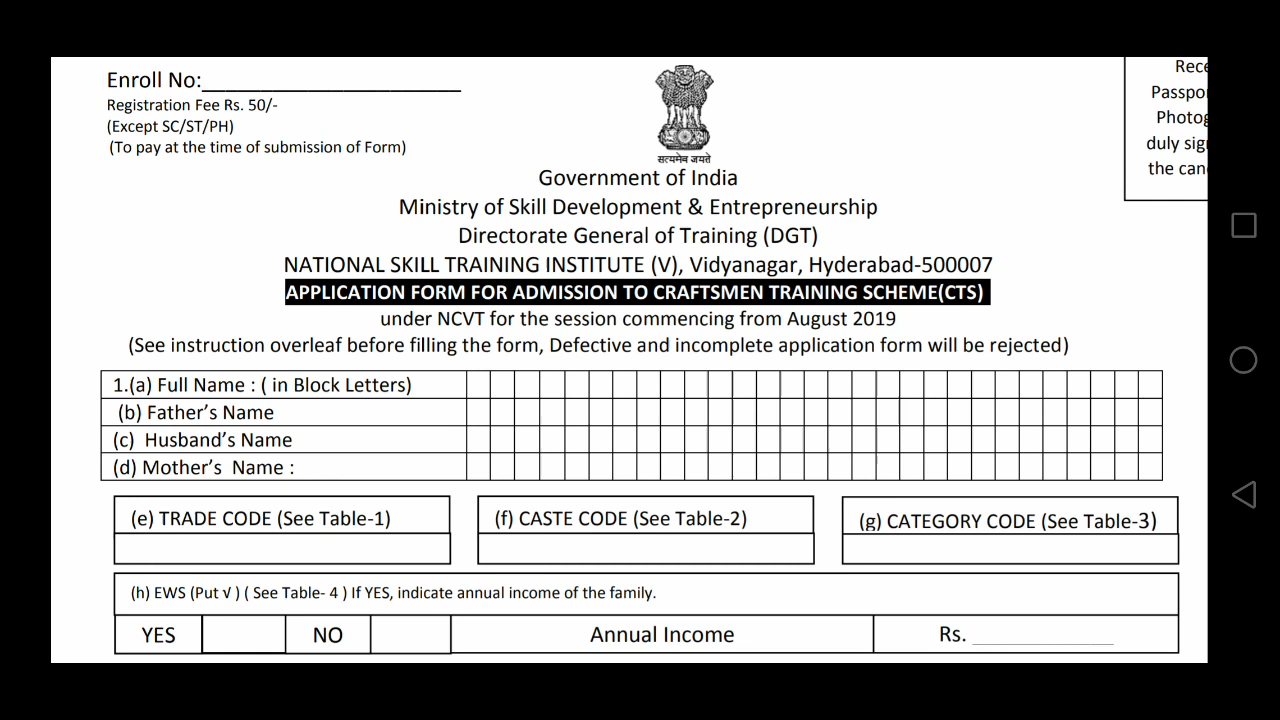 Enroll No:______________________
Registration Fee Rs. 50/-
(Except SC/ST/PH)
(To pay at the time of submission of Form)
सत्यमेव जयते
Government of India
Ministry of Skill Development & Entrepreneurship
Directorate General of Training (DGT)
NATIONAL SKILL TRAINING INSTITUTE (V), Vidyanagar, Hyderabad-500007
APPLICATION FORM FOR ADMISSION TO CRAFTSMEN TRAINING SCHEME(CTS)
under NCVT for the session commencing from August 2019
(See instruction overleaf before filling the form, Defective and incomplete application form will be rejected)
duly
the
1.(a) Full Name : ( in Block Letters)
(b) Father’s Name
(c) Husband’s Name
(d) Mother’s Name :
(e) TRADE CODE (See Table-1)
(f) CASTE CODE (See Table-2)
(g) CATEGORY CODE (See Table-3)
(h) EWS (Put √ ) ( See Table- 4 ) If YES, indicate annual income of the family.
YES NO Annual Income Rs. _______________